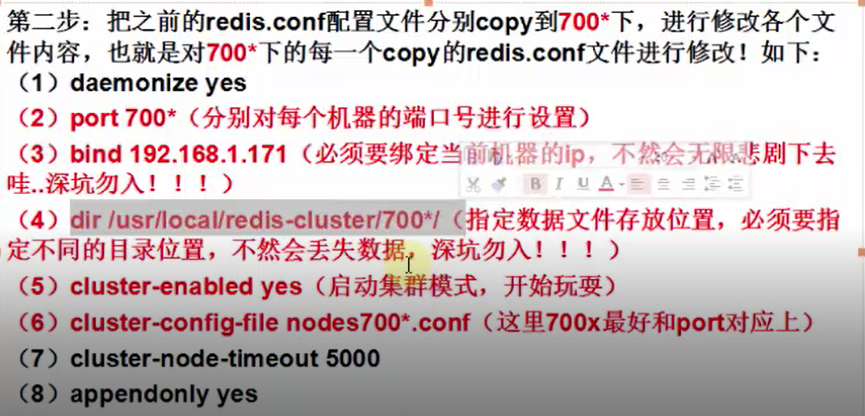 第二步：把之前的redis.conf配置文件分别copy到700*下，进行修改各个文
件内容，也就是对700*下的每一个copy的redis.conf文件进行修改！如下：
（1）daemonize yes
（2）port 700*（分别对每个机器的端口号进行设置）
（3）bind 192.168.1.171（必须要绑定当前机器的ip，不然会无限悲剧下去
哇..深坑勿入！！！）
（4）dir /usr/local/redis-cluster/700*/（指定数据文件存放位置，必须要指
定不同的目录位置，不然会丢失数据，深坑勿入！！！）
（5）cluster-enabled yes（启动集群模式，开始玩耍）
（6）cluster-config-file nodes700*.conf（这里700x最好和port对应上）
（7）cluster-node-timeout 5000
（8）appendonly yes